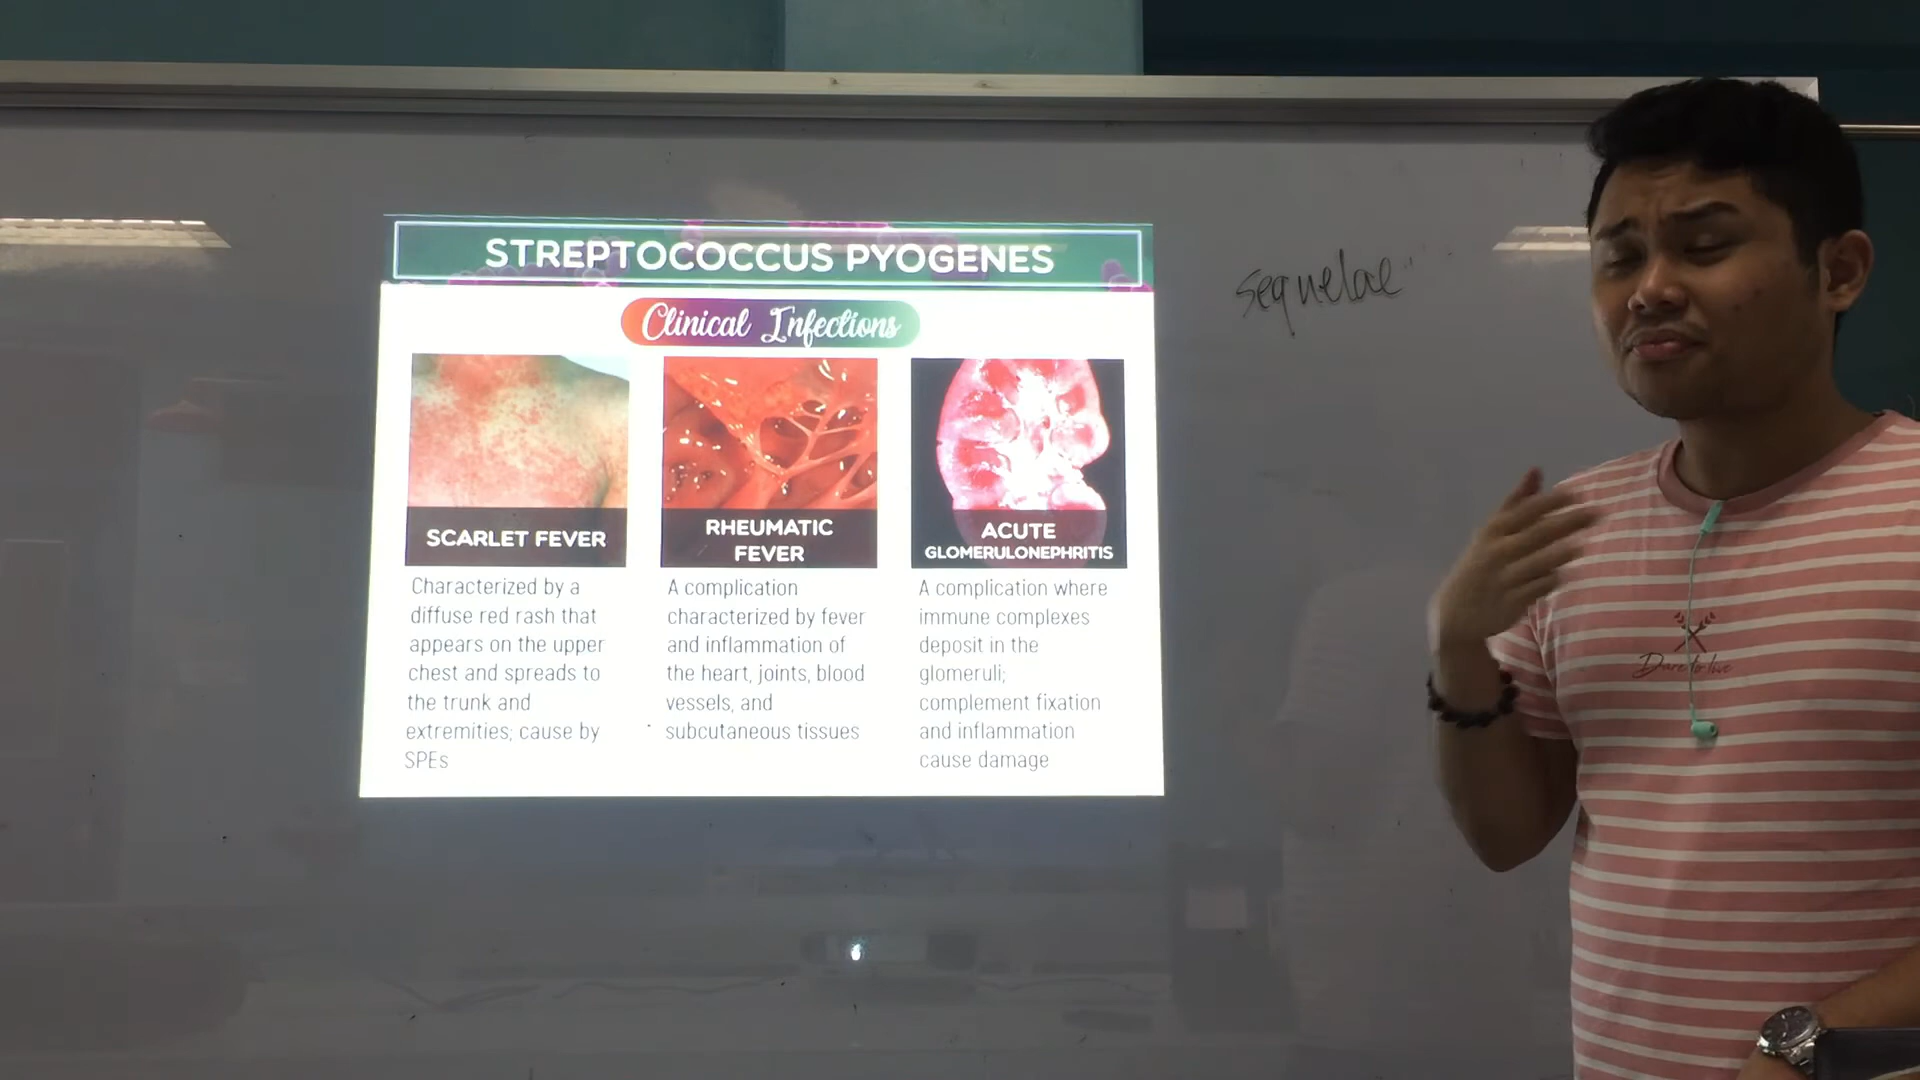 STREPTOCOCCUS PYOGENES
Clinical Infections
SCARLET FEVER
Characterized by a
diffuse red rash that
appears on the upper
chest and spreads to
the trunk and
extremities; cause by
SPEs
RHEUMATIC
FEVER
A complication
characterized by fever
and inflammation of
the heart, joints, blood
vessels, and
subcutaneous tissues
ACUTE
GLOMERULONEPHRITIS
A complication where
immune complexes
deposit in the
glomeruli;
complement fixation
and inflammation
cause damage
sequelae"
Dare to live